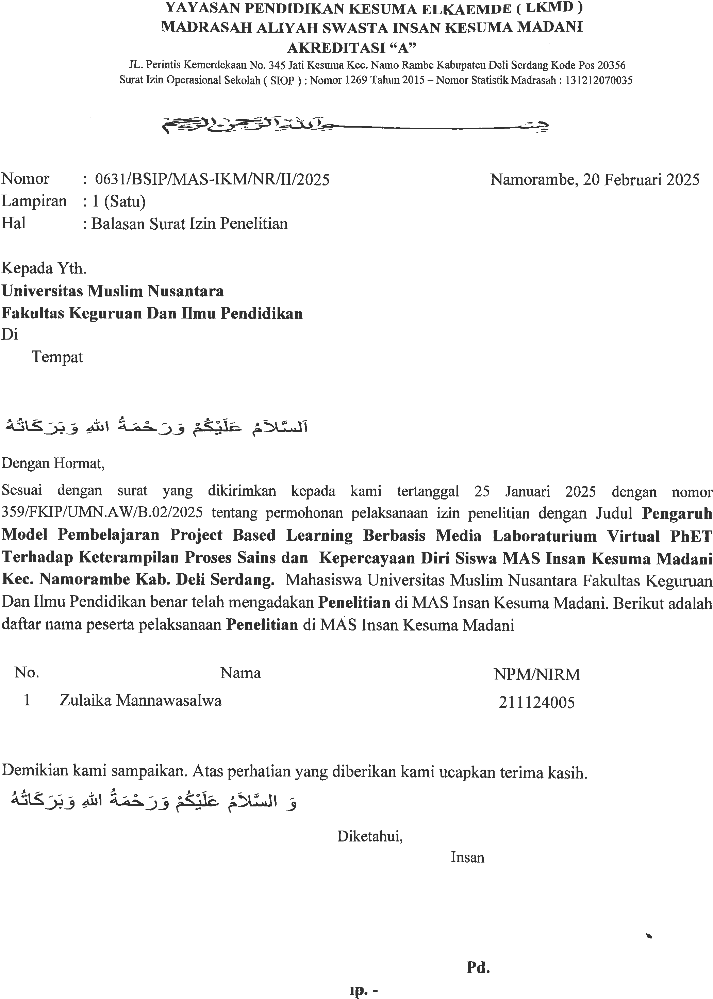 YAYASAN PENDIDIKAN KESUMA ELKAEMDE ( LKMD )
MADRASAH ALIYAH SWASTA INSAN KESUMA MADANI
AKREDITASI “A”
JL. Perintis Kemerdekaan No. 345 Jati Kesuma Kec. Namo Rambe Kabupaten Deli Serdang Kode Pos 20356
Surat Izin Operasional Sekolah ( SIOP ) : Nomor 1269 Tahun 2015 – Nomor Statistik Madrasah : 131212070035
بِسْمِ اللهِ الرَّحْمَنِ الرَّحِيْمِ
Nomor : 0631/BSIP/MAS-IKM/NR/II/2025 Namorambe, 20 Februari 2025
Lampiran : 1 (Satu)
Hal : Balasan Surat Izin Penelitian
Kepada Yth.
Universitas Muslim Nusantara
Fakultas Keguruan Dan Ilmu Pendidikan
Di
Tempat
اَلسَّلاَمُ عَلَيْكُمْ وَرَحْمَةُ اللهِ وَبَرَكَاتُهُ
Dengan Hormat,
Sesuai dengan surat yang dikirimkan kepada kami tertanggal 25 Januari 2025 dengan nomor
359/FKIP/UMN.AW/B.02/2025 tentang permohonan pelaksanaan izin penelitian dengan Judul Pengaruh
Model Pembelajaran Project Based Learning Berbasis Media Laboraturium Virtual PhET
Terhadap Keterampilan Proses Sains dan Kepercayaan Diri Siswa MAS Insan Kesuma Madani
Kec. Namorambe Kab. Deli Serdang. Mahasiswa Universitas Muslim Nusantara Fakultas Keguruan
Dan Ilmu Pendidikan benar telah mengadakan Penelitian di MAS Insan Kesuma Madani. Berikut adalah
daftar nama peserta pelaksanaan Penelitian di MAS Insan Kesuma Madani
No. Nama NPM/NIRM
1 Zulaika Mannawasalwa 211124005
Demikian kami sampaikan. Atas perhatian yang diberikan kami ucapkan terima kasih.
وَ السَّلاَمُ عَلَيْكُمْ وَرَحْمَةُ اللهِ وَبَرَكَاتُهُ
Diketahui,
Insan
Pd.
ip. -